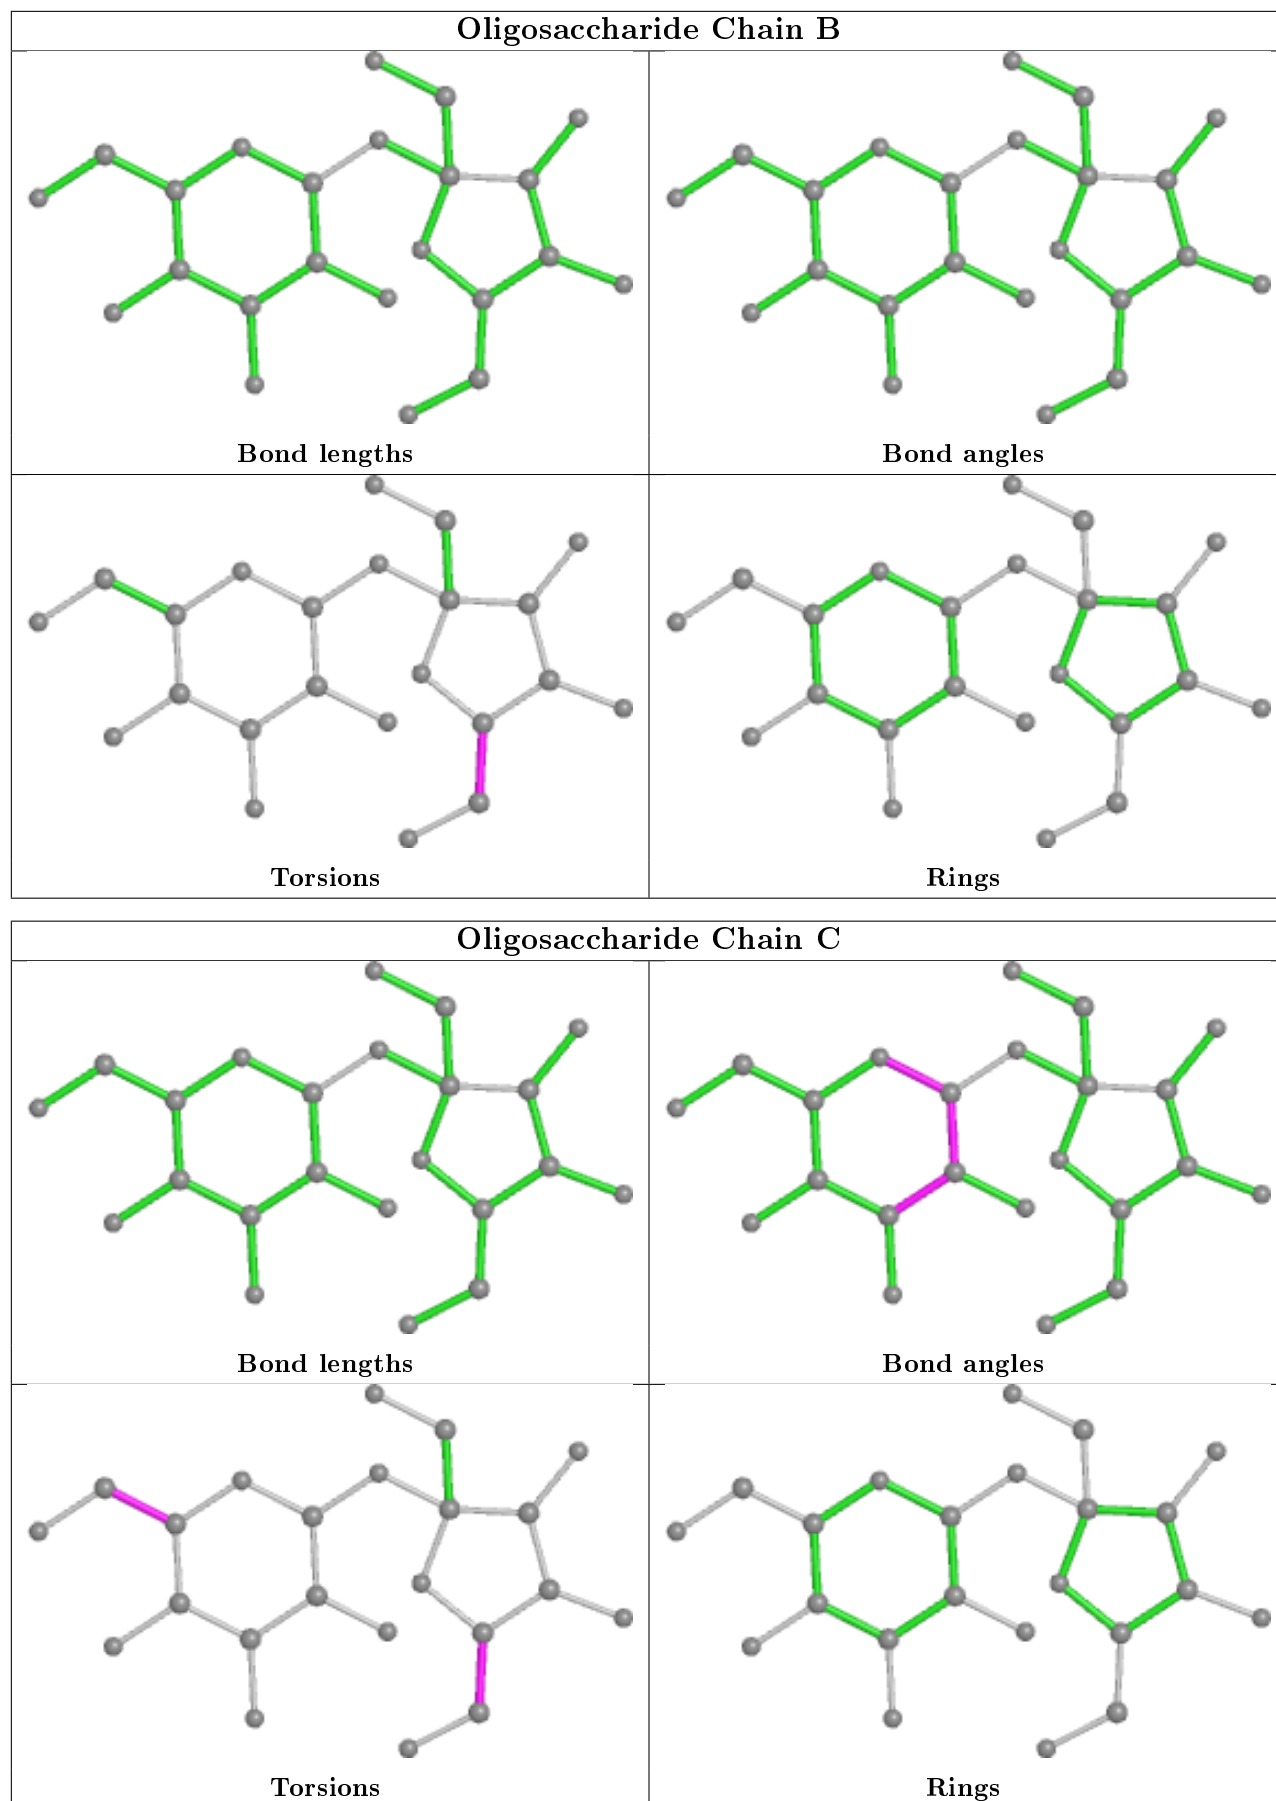 Oligosaccharide Chain B
Bond lengths
Bond angles
Torsions
Rings
Oligosaccharide Chain C
Bond lengths
Bond angles
Torsions
Rings